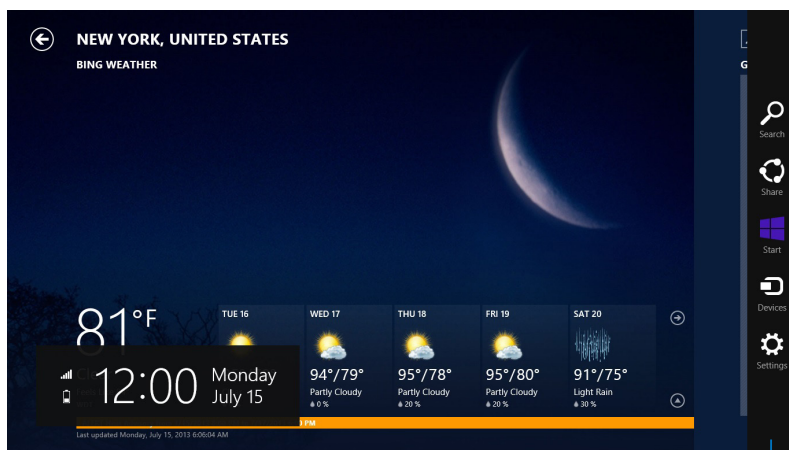 NEW YORK, UNITED STATES
BING WEATHER
G
Search
Share
Start
Devices
Settings
81°F
TUE 16
WED 17
94°/79°
Partly Cloudy
0 %
THU 18
95°/78°
Partly Cloudy
20 %
FRI 19
95°/80°
Partly Cloudy
20 %
SAT 20
91°/75°
Light Rain
30 %
12:00
Monday
July 15
PM
Last updated Monday, July 15, 2013 6:06:04 AM